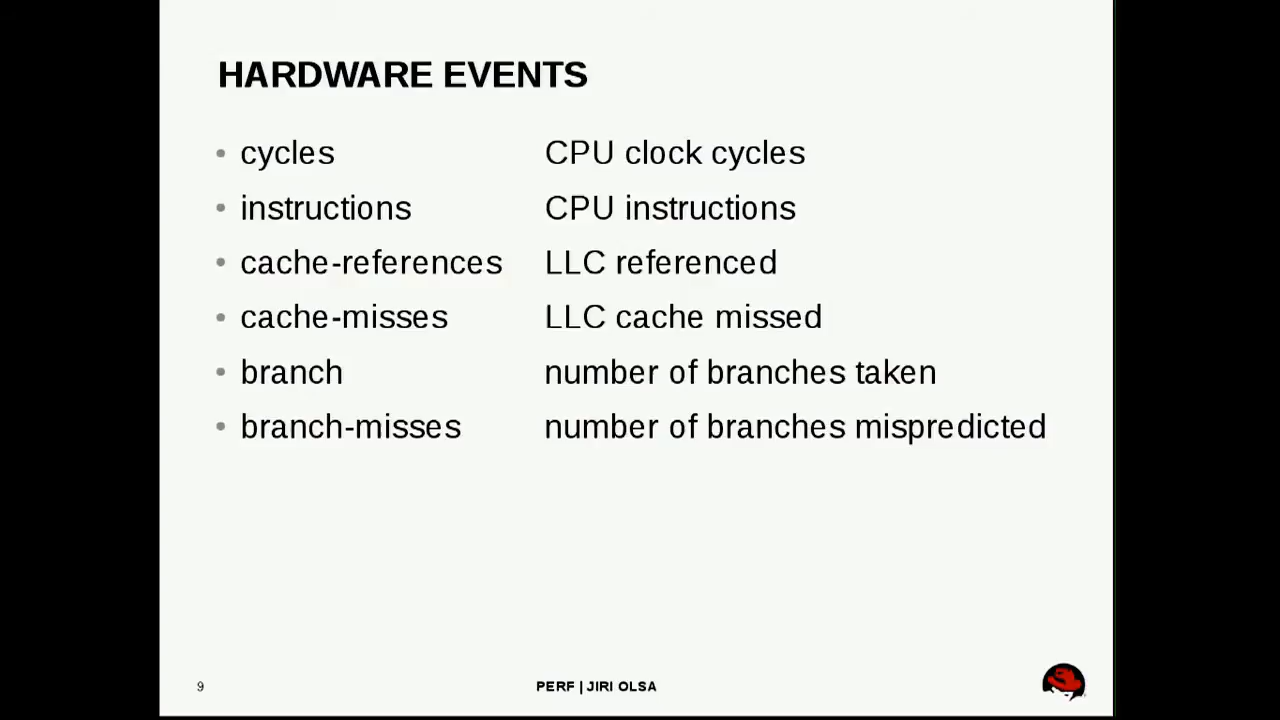 HARDWARE EVENTS
• cycles CPU clock cycles
• instructions CPU instructions
• cache-references LLC referenced
• cache-misses LLC cache missed
• branch number of branches taken
• branch-misses number of branches mispredicted
9 PERF | JIRI OLSA